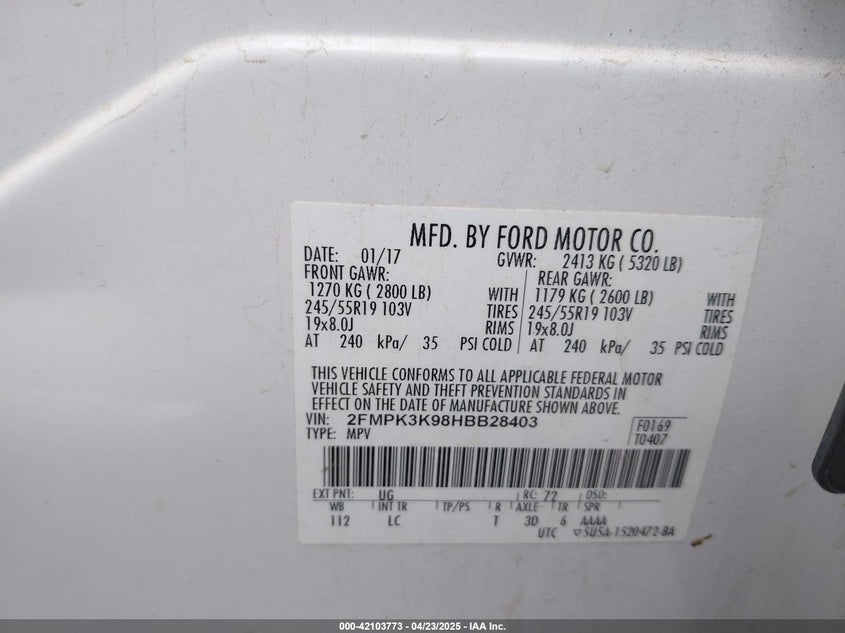 MFD. BY FORD MOTOR CO.
DATE: 01/17 GVWR: 2413 KG ( 5320 LB)
FRONT GAWR: REAR GAWR:
1270 KG ( 2800 LB) WITH 1179 KG ( 2600 LB) WITH
245/55R19 103V TIRES 245/55R19 103V TIRES
19x8.0J RIMS 19x8.0J RIMS
AT 240 kPa/ 35 PSI COLD AT 240 kPa/ 35 PSI COLD
THIS VEHICLE CONFORMS TO ALL APPLICABLE FEDERAL MOTOR
VEHICLE SAFETY AND THEFT PREVENTION STANDARDS IN
EFFECT ON THE DATE OF MANUFACTURE SHOWN ABOVE.
VIN: 2FMPK3K98HBB28403 F0169
TYPE: MPV T0407
EXT PNT: UG RC: 72 DSO:
WB INT TR TP/PS R AXLE TR SPR
112 LC T 3D 6 AAAA
UTC ▽5U5A-1520472-BA
000-42103773 - 04/23/2025 - IAA Inc.